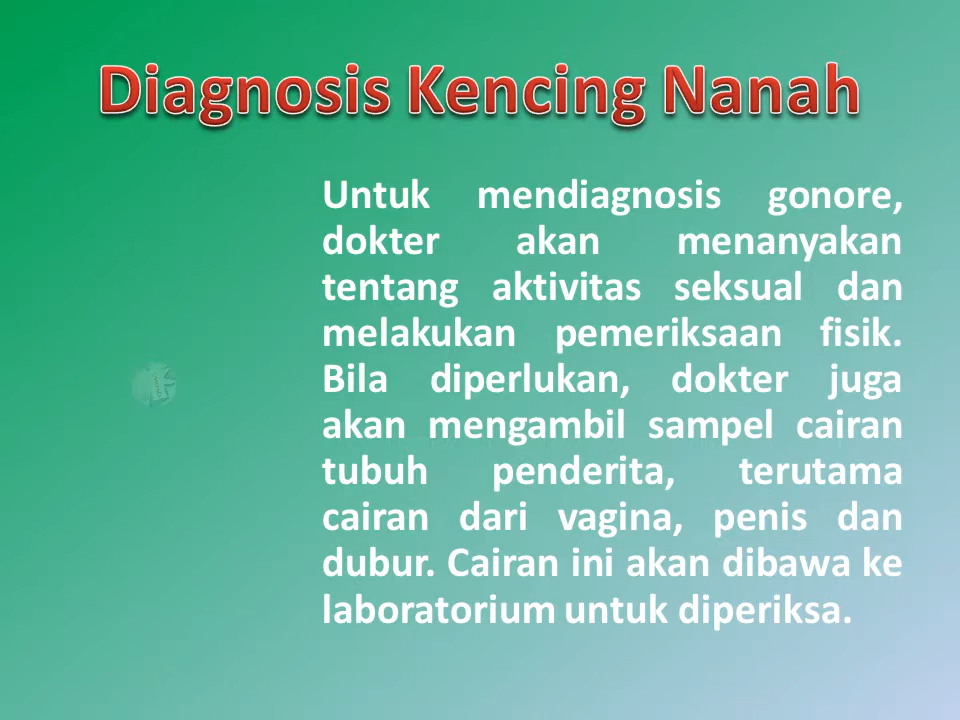 Diagnosis Kencing Nanah
Untuk mendiagnosis gonore,
dokter akan menanyakan
tentang aktivitas seksual dan
melakukan pemeriksaan fisik.
Bila diperlukan, dokter juga
akan mengambil sampel cairan
tubuh penderita, terutama
cairan dari vagina, penis dan
dubur. Cairan ini akan dibawa ke
laboratorium untuk diperiksa.